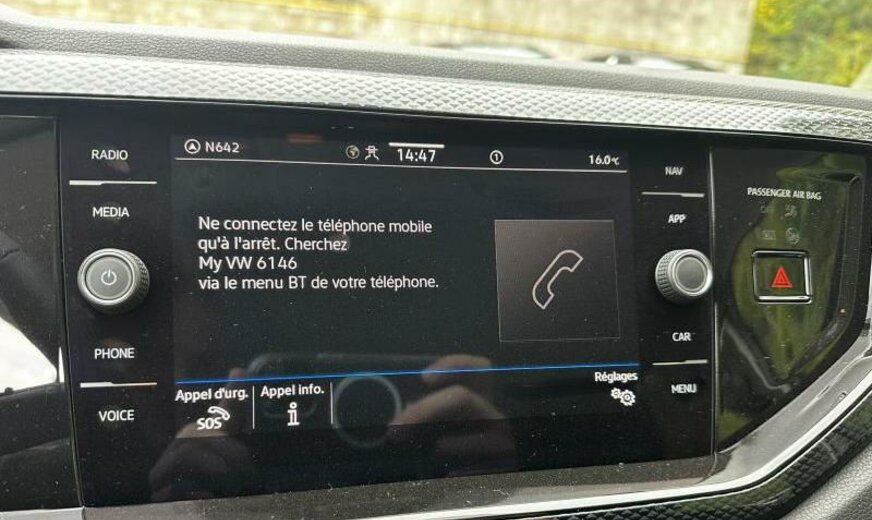 N642
14:47
1
16.0°C
RADIO
MEDIA
PHONE
VOICE
Ne connectez le téléphone mobile
qu'à l'arrêt. Cherchez
My VW 6146
via le menu BT de votre téléphone.
Appel d'urg.
SOS
Appel info.
Réglages
NAV
APP
CAR
MENU
PASSENGER AIR BAG